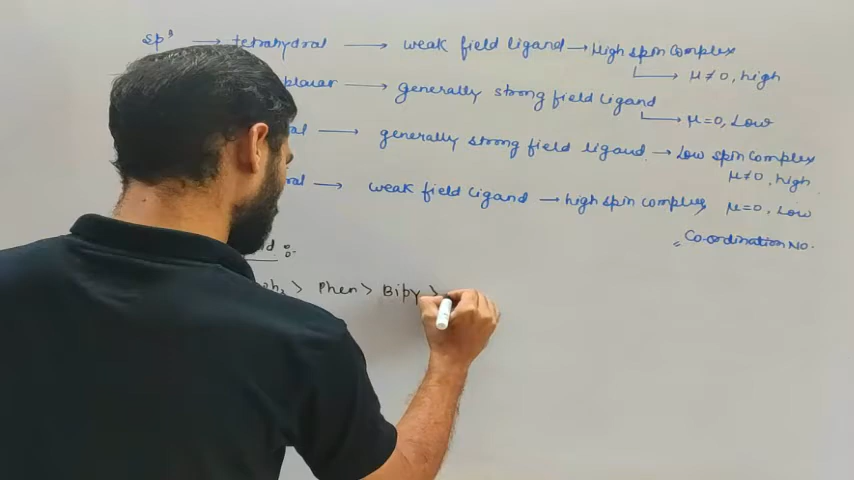 sp³ → tetrahydral → weak field ligand → High spin complex
μ≠0, high
planar → generally strong field ligand
μ=0, Low
al → generally strong field ligand → Low spin complex
μ≠0, high
ral → weak field ligand → high spin complex μ=0, Low
Co-ordination No.
d :-
> Phen > Bipy >